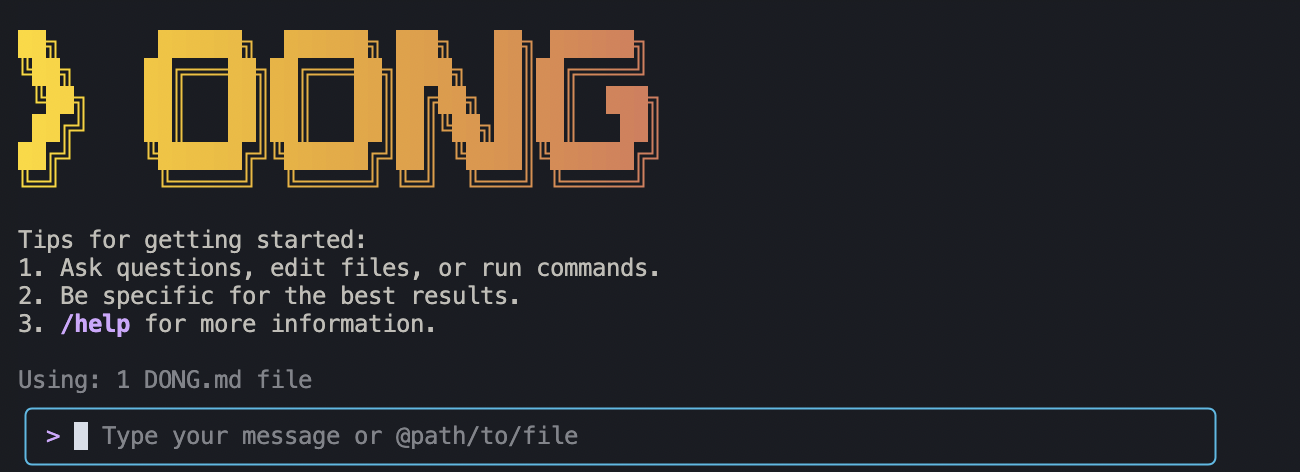 > OONG
Tips for getting started:
1. Ask questions, edit files, or run commands.
2. Be specific for the best results.
3. /help for more information.
Using: 1 DONG.md file
> Type your message or @path/to/file